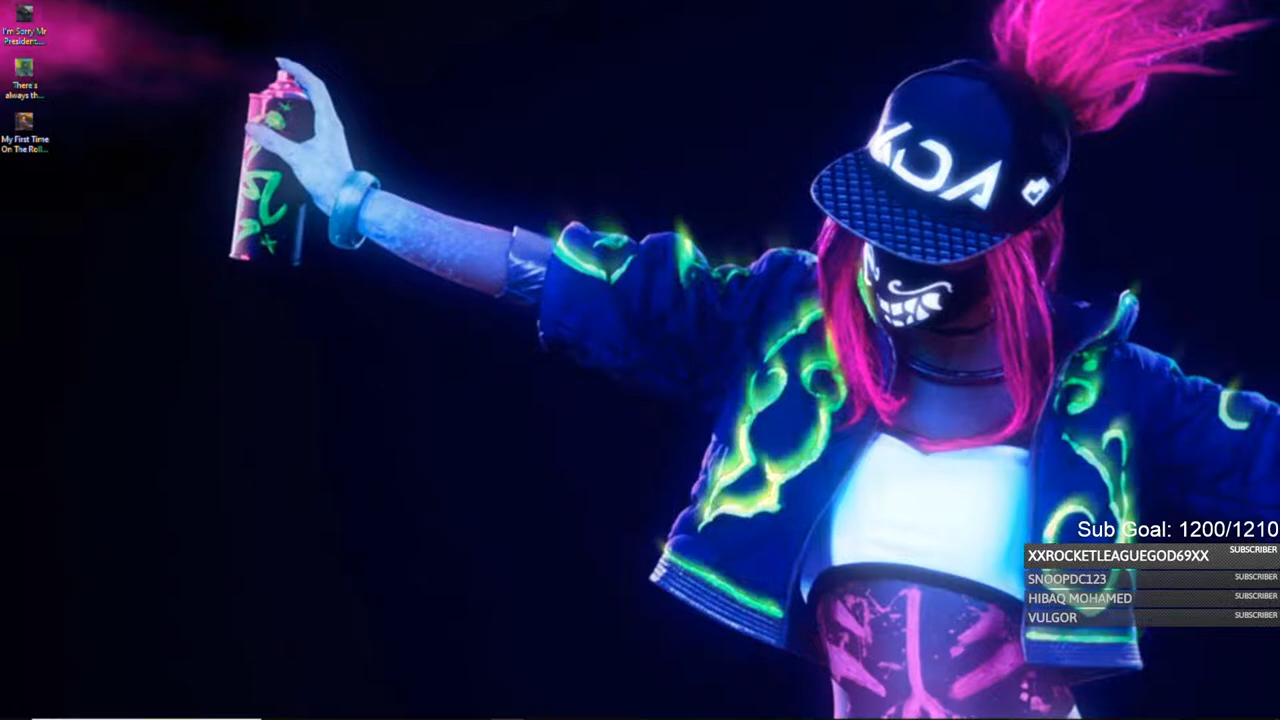 I'm Sorry Mr
President....
There's
always th...
My First Time
On The Roll...
KDA
Sub Goal: 1200/1210
XXROCKETLEAGUEGOD69XX SUBSCRIBER
SNOOPDC123 SUBSCRIBER
HIBAQ MOHAMED SUBSCRIBER
VULGOR SUBSCRIBER